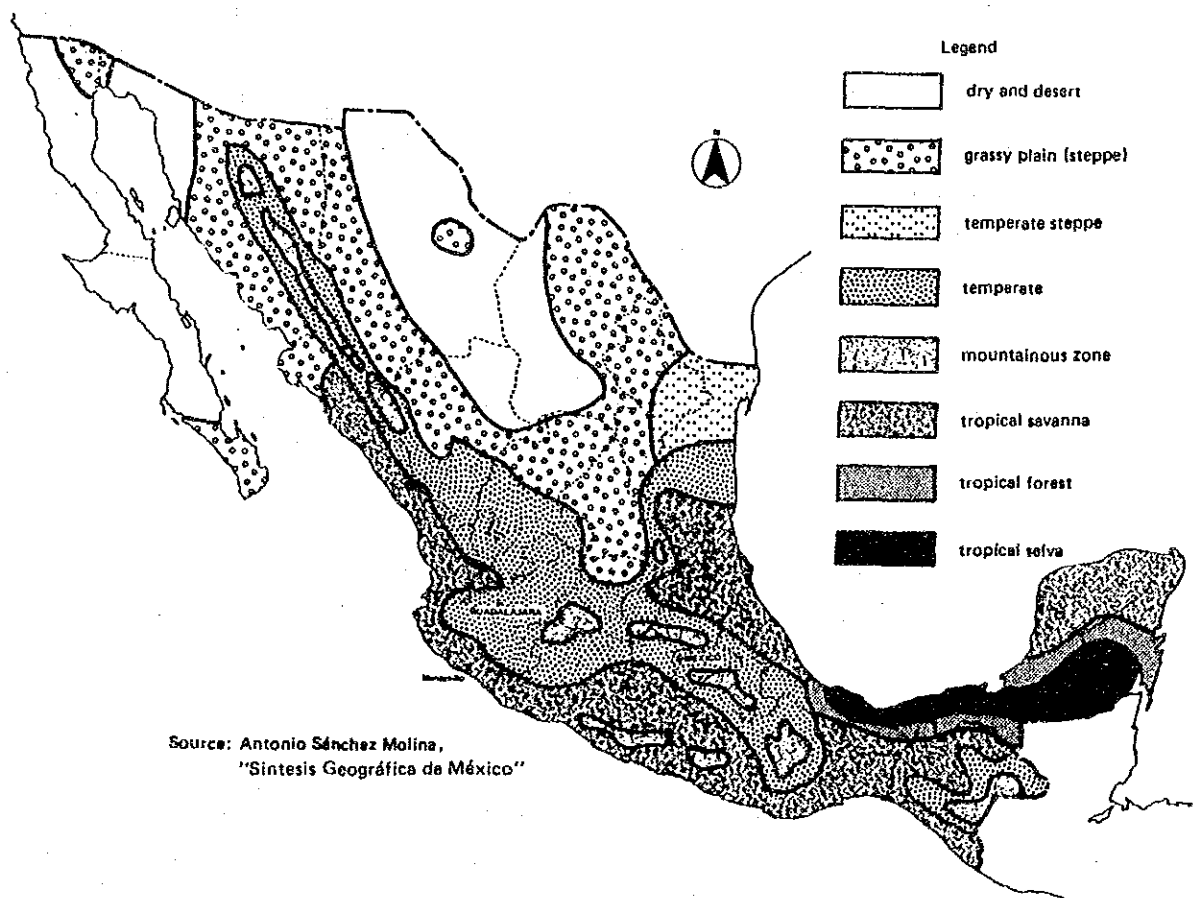 Legend
dry and desert
N
grassy plain (steppe)
temperate steppe
temperate
mountainous zone
tropical savanna
tropical forest
tropical selva
GUADALAJARA
Source: Antonio Sánchez Molina,
"Síntesis Geográfica de México"